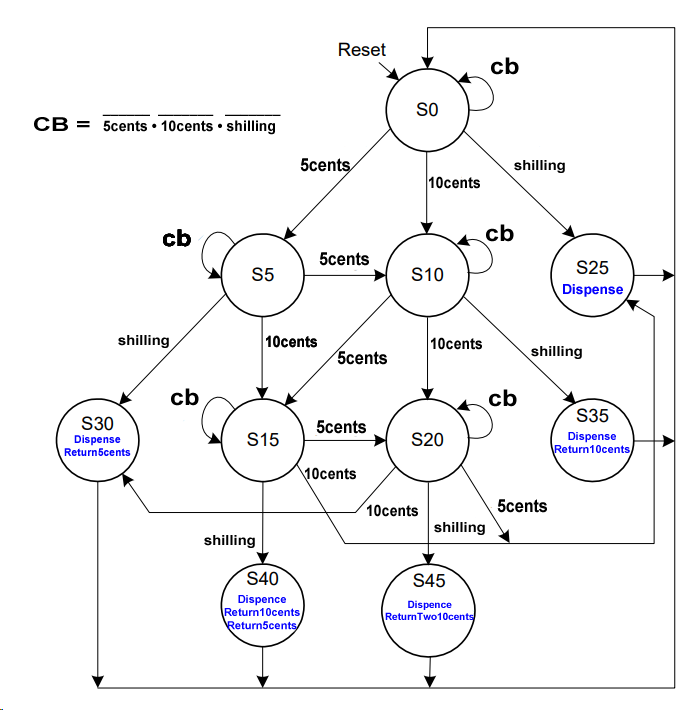 Reset
cb
S0
CB = 5cents • 10cents • shilling
5cents
10cents
shilling
cb
cb
S5
5cents
S10
S25
Dispense
shilling
10cents
5cents
10cents
shilling
cb
cb
S30
Dispense
Return5cents
S15
5cents
S20
S35
Dispense
Return10cents
10cents
10cents
5cents
shilling
shilling
S40
Dispence
Return10cents
Return5cents
S45
Dispence
ReturnTwo10cents